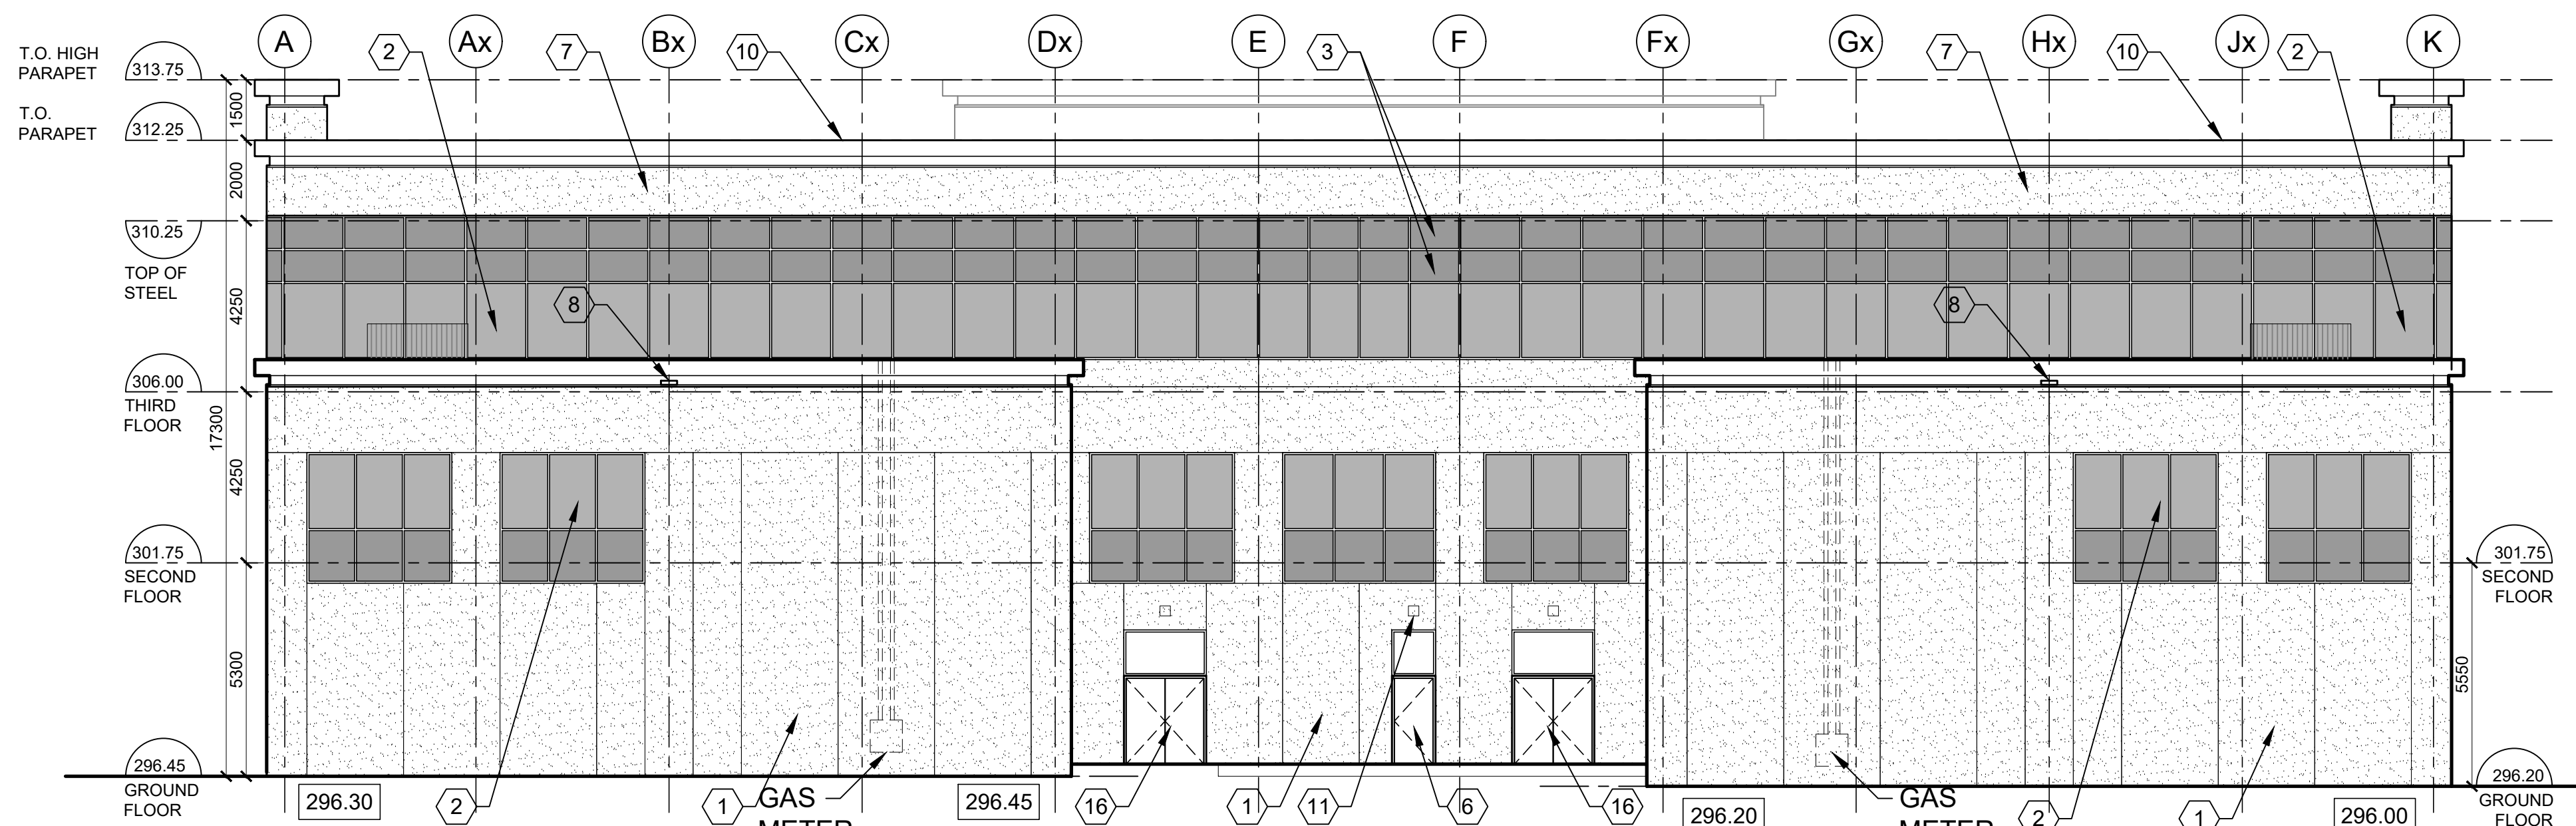 A
Ax
Bx
Cx
Dx
E
F
Fx
Gx
Hx
Jx
K
2
7
10
3
7
10
2
T.O. HIGH
PARAPET
313.75
1500
T.O.
PARAPET
312.25
2000
310.25
TOP OF
STEEL
4250
8
8
306.00
THIRD
FLOOR
17300
4250
301.75
SECOND
FLOOR
301.75
SECOND
FLOOR
5300
5550
296.45
GROUND
FLOOR
296.20
GROUND
FLOOR
296.30
2
1
GAS
METER
296.45
16
1
11
6
16
296.20
GAS
METER
2
1
296.00